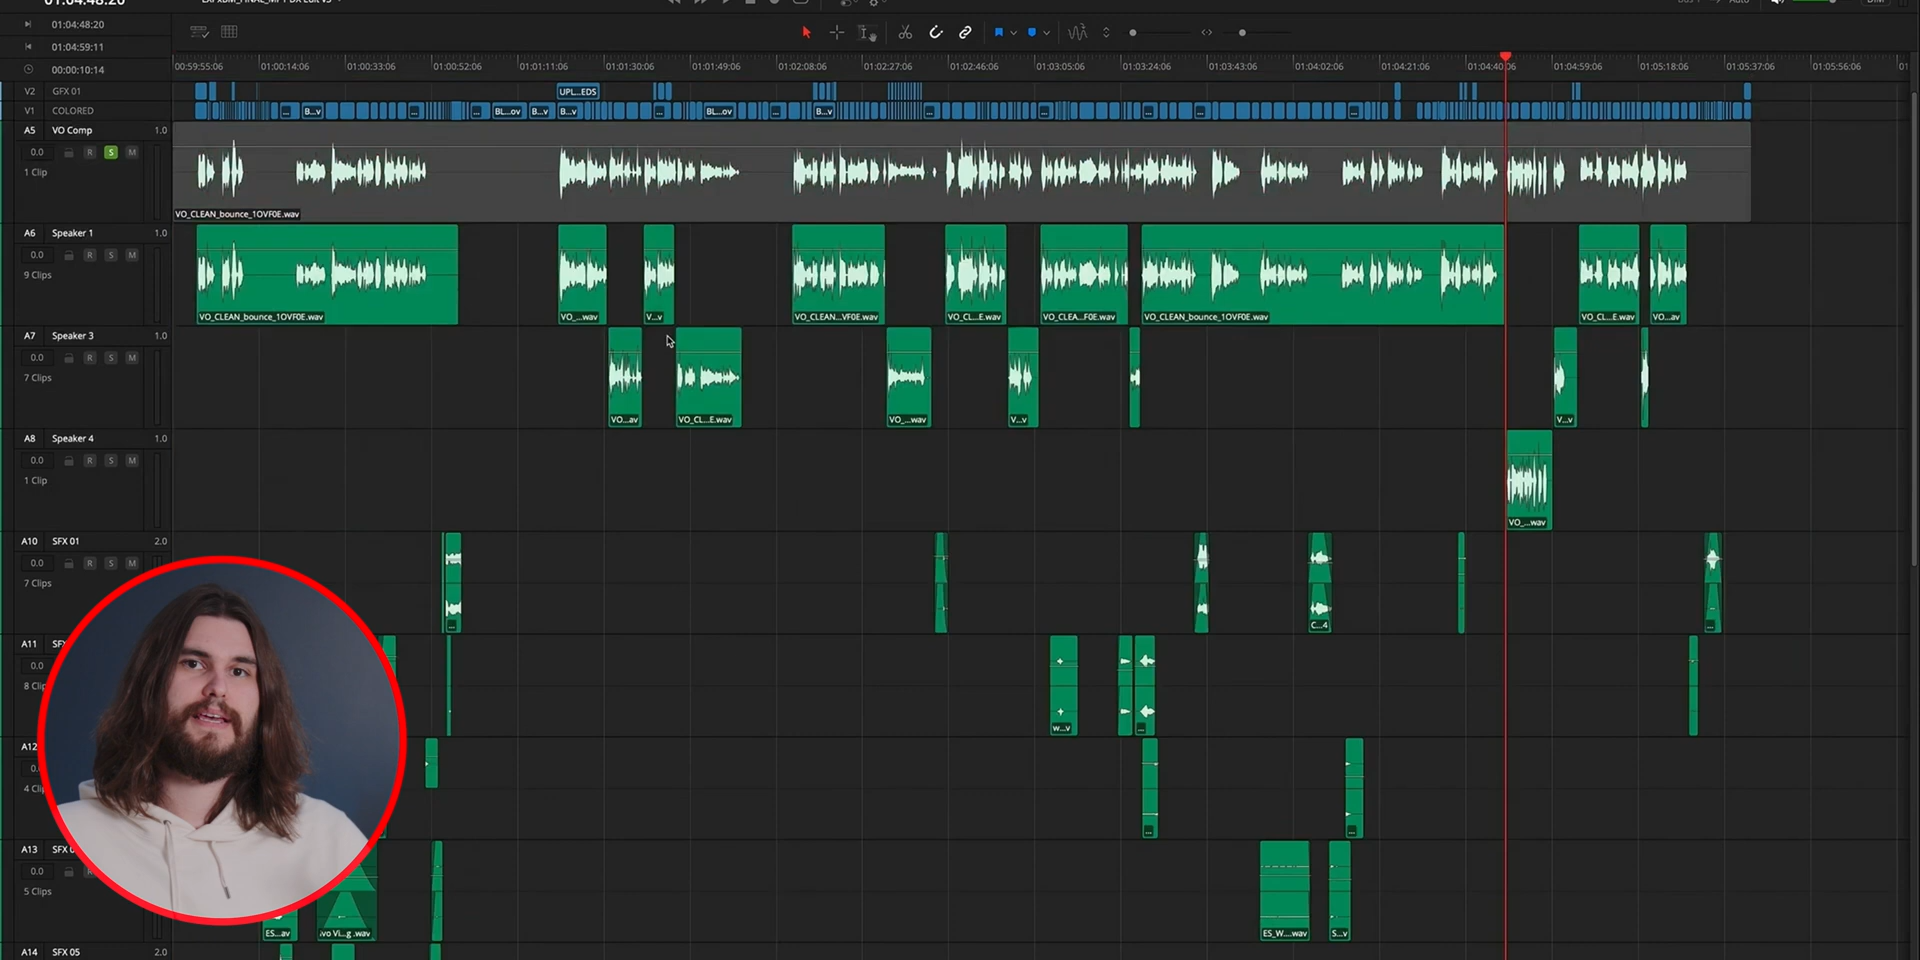 01:04:48:20
01:04:48:20
01:04:59:11
00:00:10:14
00:59:55:06 01:00:14:06 01:00:33:06 01:00:52:06 01:01:11:06 01:01:30:06 01:01:49:06 01:02:08:06 01:02:27:06 01:02:46:06 01:03:05:06 01:03:24:06 01:03:43:06 01:04:02:06 01:04:21:06 01:04:40:06 01:04:59:06 01:05:18:06 01:05:37:06 01:05:56:06 01
V2 GFX 01 UPL...EDS
V1 COLORED ... B...v ... ... BL...ov B...v B...v ... BL...ov ... B...v ... ... ... ... ...
A5 VO Comp 1.0
0.0 R S M
1 Clip
VO_CLEAN_bounce_1OVF0E.wav
A6 Speaker 1 1.0
0.0 R S M
9 Clips
VO_CLEAN_bounce_1OVF0E.wav VO_...wav V...v VO_CLEAN...VF0E.wav VO_CL...E.wav VO_CLEA...F0E.wav VO_CLEAN_bounce_1OVF0E.wav VO_CL...E.wav VO...av
A7 Speaker 3 1.0
0.0 R S M
7 Clips
VO...av VO_CL...E.wav VO_...wav V...v V...v
A8 Speaker 4 1.0
0.0 R S M
1 Clip
VO_...wav
A10 SFX 01 2.0
0.0 R S M
7 Clips
... C...4 ...
A11
0.0
8
w...v ...
A12
4
... ...
A13
0.0
5 Clips
ES...av ivo Vi...g .wav ES_W....wav S...v
A14 SFX 05 2.0